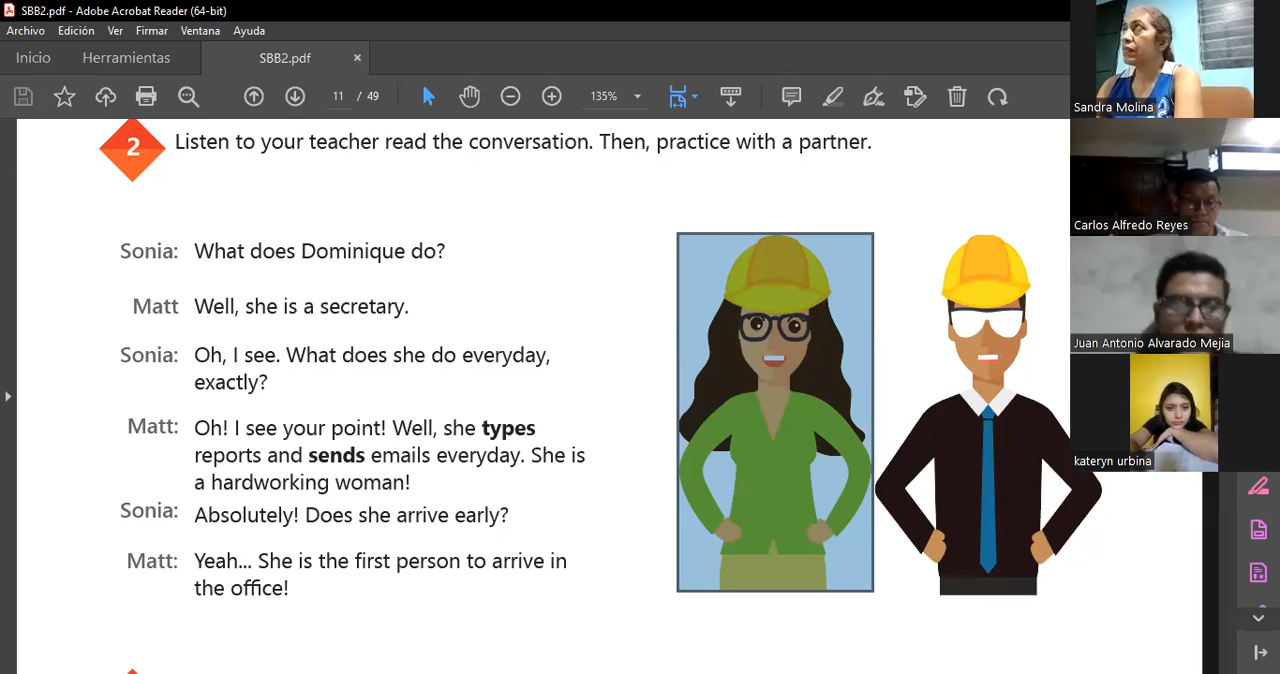 SBB2.pdf - Adobe Acrobat Reader (64-bit)
Archivo Edición Ver Firmar Ventana Ayuda
Inicio Herramientas SBB2.pdf ×
11 / 49 135%
2 Listen to your teacher read the conversation. Then, practice with a partner.
Sonia: What does Dominique do?
Matt Well, she is a secretary.
Sonia: Oh, I see. What does she do everyday,
exactly?
Matt: Oh! I see your point! Well, she types
reports and sends emails everyday. She is
a hardworking woman!
Sonia: Absolutely! Does she arrive early?
Matt: Yeah... She is the first person to arrive in
the office!
Sandra Molina
Carlos Alfredo Reyes
Juan Antonio Alvarado Mejia
kateryn urbina